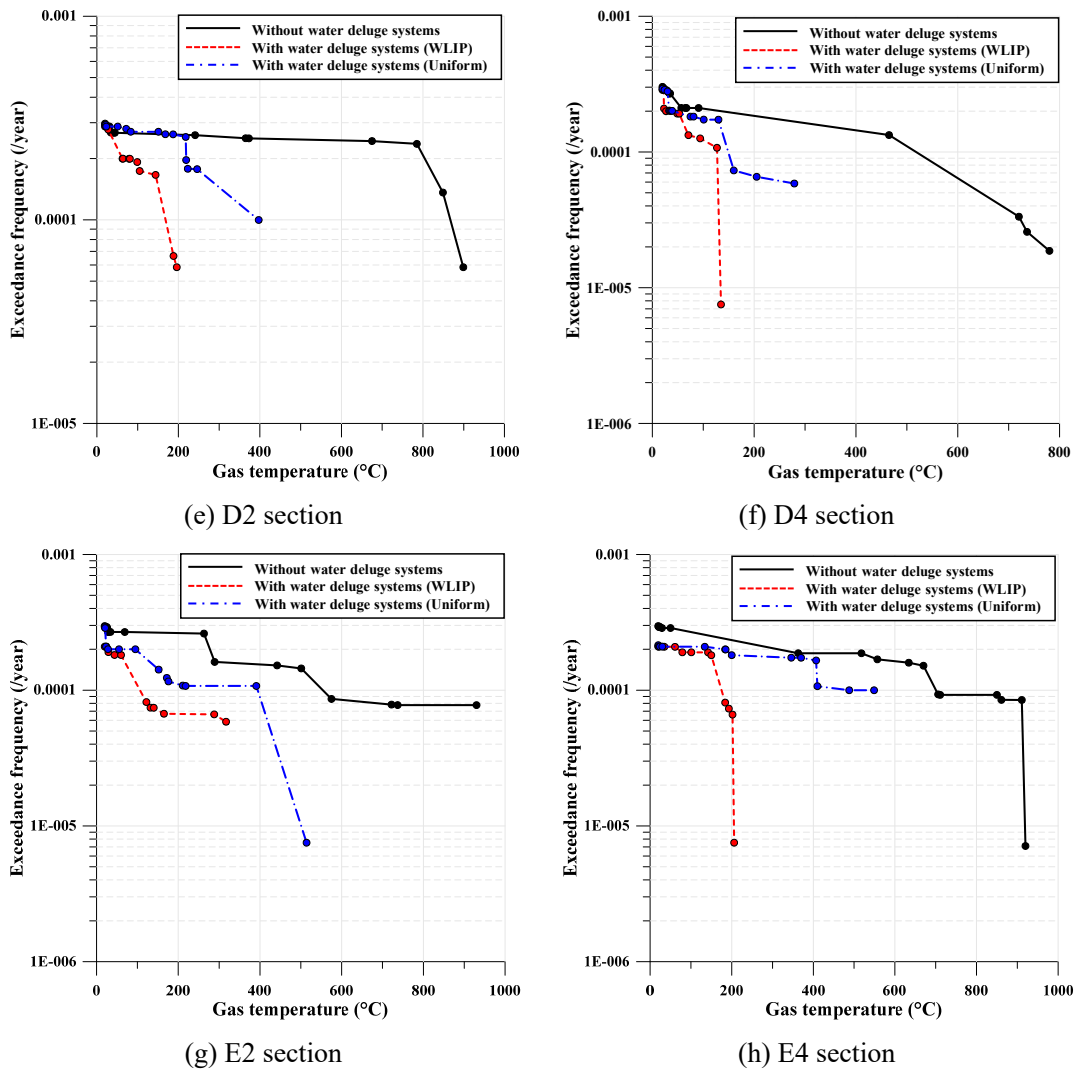 0.001
Without water deluge systems
With water deluge systems (WLIP)
With water deluge systems (Uniform)
Exceedance frequency (/year)
0.0001
1E-005
0 200 400 600 800 1000
Gas temperature (°C)
(e) D2 section
0.001
Without water deluge systems
With water deluge systems (WLIP)
With water deluge systems (Uniform)
Exceedance frequency (/year)
0.0001
1E-005
1E-006
0 200 400 600 800
Gas temperature (°C)
(f) D4 section
0.001
Without water deluge systems
With water deluge systems (WLIP)
With water deluge systems (Uniform)
Exceedance frequency (/year)
0.0001
1E-005
1E-006
0 200 400 600 800 1000
Gas temperature (°C)
(g) E2 section
0.001
Without water deluge systems
With water deluge systems (WLIP)
With water deluge systems (Uniform)
Exceedance frequency (/year)
0.0001
1E-005
1E-006
0 200 400 600 800 1000
Gas temperature (°C)
(h) E4 section